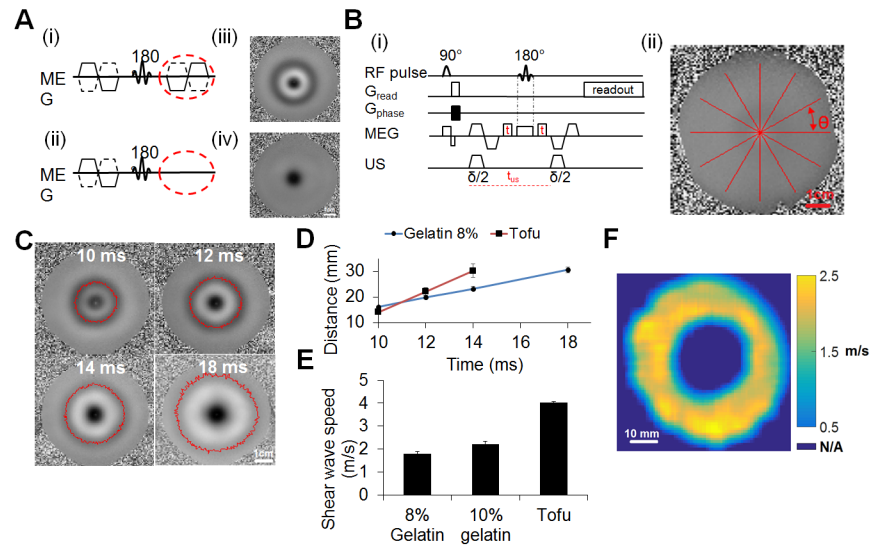 A
(i)
180
ME
G
(iii)
(ii)
180
ME
G
(iv)
1cm
B
(i)
90°
180°
RF pulse
Gread
readout
Gphase
MEG
t
t
US
δ/2
tus
δ/2
(ii)
θ
1cm
C
10 ms
12 ms
14 ms
18 ms
1cm
D
Gelatin 8%
Tofu
Distance (mm)
30
20
10
10
12
14
18
Time (ms)
E
Shear wave speed
(m/s)
5
4
3
2
1
0
8%
Gelatin
10%
gelatin
Tofu
F
2.5
1.5
m/s
0.5
N/A
10 mm